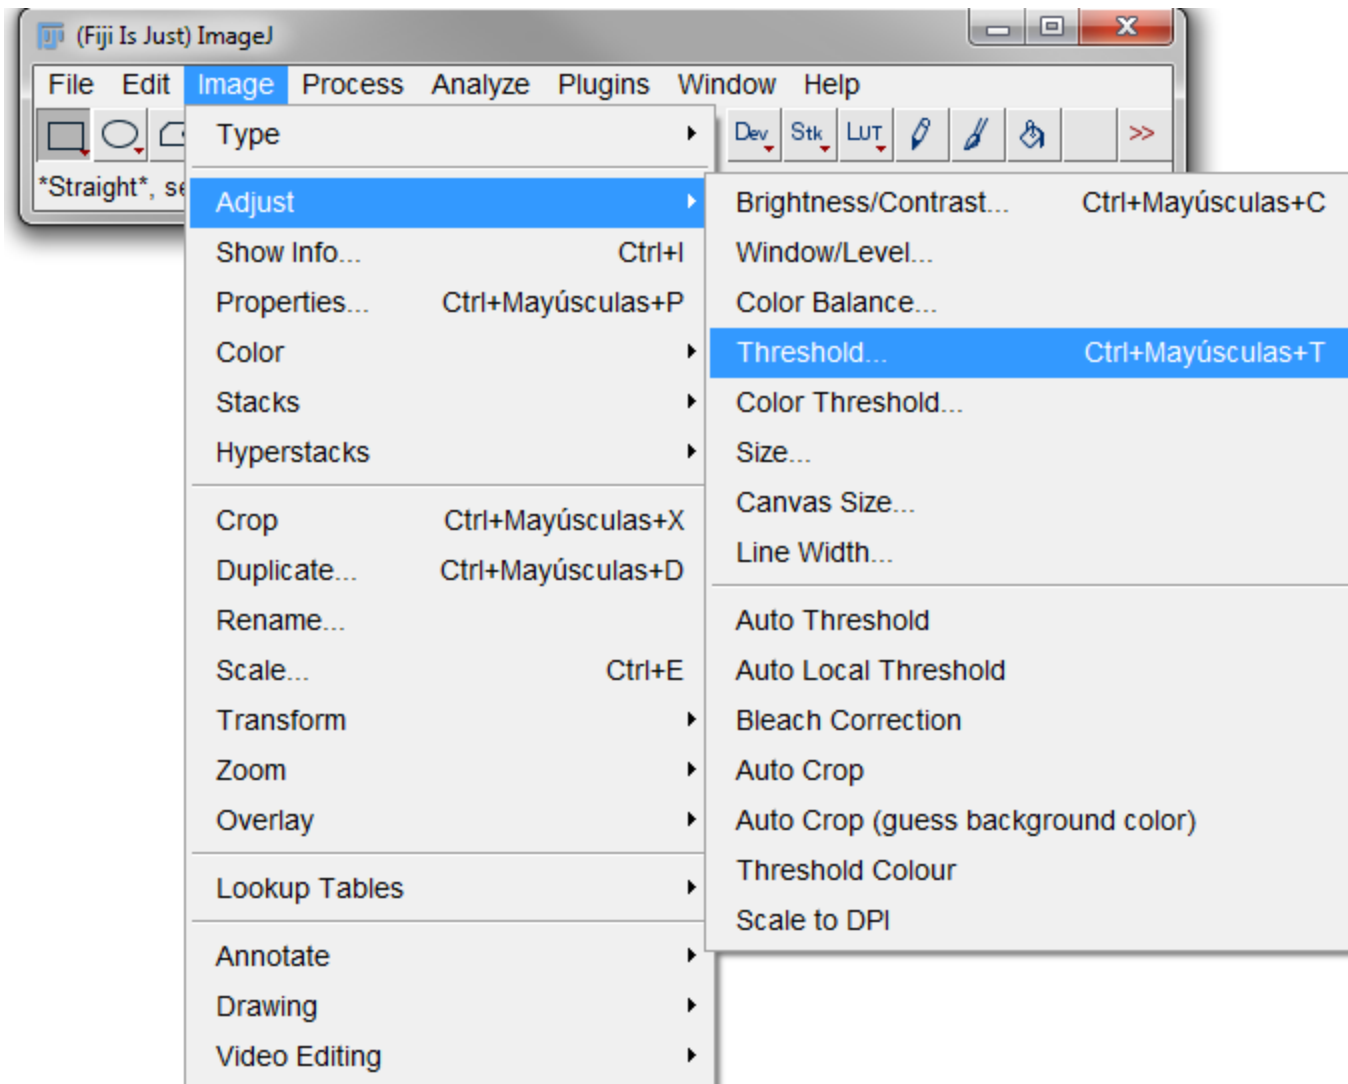 (Fiji Is Just) ImageJ
File Edit Image Process Analyze Plugins Window Help
Dev Stk LUT >>
*Straight*, se
Type
Adjust
Show Info... Ctrl+I
Properties... Ctrl+Mayúsculas+P
Color
Stacks
Hyperstacks
Crop Ctrl+Mayúsculas+X
Duplicate... Ctrl+Mayúsculas+D
Rename...
Scale... Ctrl+E
Transform
Zoom
Overlay
Lookup Tables
Annotate
Drawing
Video Editing
Brightness/Contrast... Ctrl+Mayúsculas+C
Window/Level...
Color Balance...
Threshold... Ctrl+Mayúsculas+T
Color Threshold...
Size...
Canvas Size...
Line Width...
Auto Threshold
Auto Local Threshold
Bleach Correction
Auto Crop
Auto Crop (guess background color)
Threshold Colour
Scale to DPI